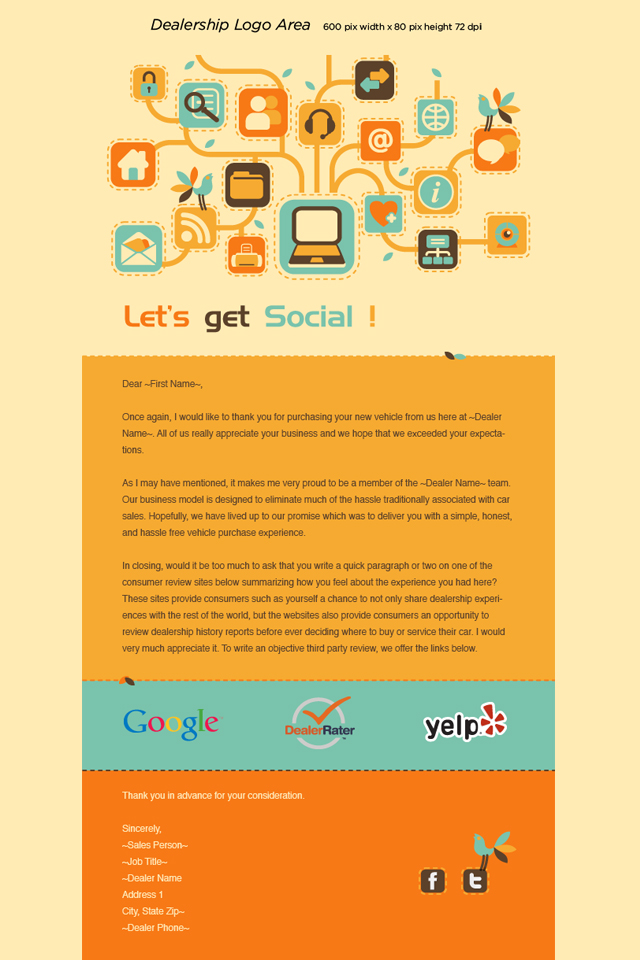 Dealership Logo Area 600 pix width x 80 pix height 72 dpi
@
i
Let's get Social !
Dear ~First Name~,
Once again, I would like to thank you for purchasing your new vehicle from us here at ~Dealer
Name~. All of us really appreciate your business and we hope that we exceeded your expecta-
tions.
As I may have mentioned, it makes me very proud to be a member of the ~Dealer Name~ team.
Our business model is designed to eliminate much of the hassle traditionally associated with car
sales. Hopefully, we have lived up to our promise which was to deliver you with a simple, honest,
and hassle free vehicle purchase experience.
In closing, would it be too much to ask that you write a quick paragraph or two on one of the
consumer review sites below summarizing how you feel about the experience you had here?
These sites provide consumers such as yourself a chance to not only share dealership experi-
ences with the rest of the world, but the websites also provide consumers an opportunity to
review dealership history reports before ever deciding where to buy or service their car. I would
very much appreciate it. To write an objective third party review, we offer the links below.
Google DealerRater yelp
Thank you in advance for your consideration.
Sincerely,
~Sales Person~
~Job Title~
~Dealer Name
Address 1
City, State Zip~
~Dealer Phone~
f t